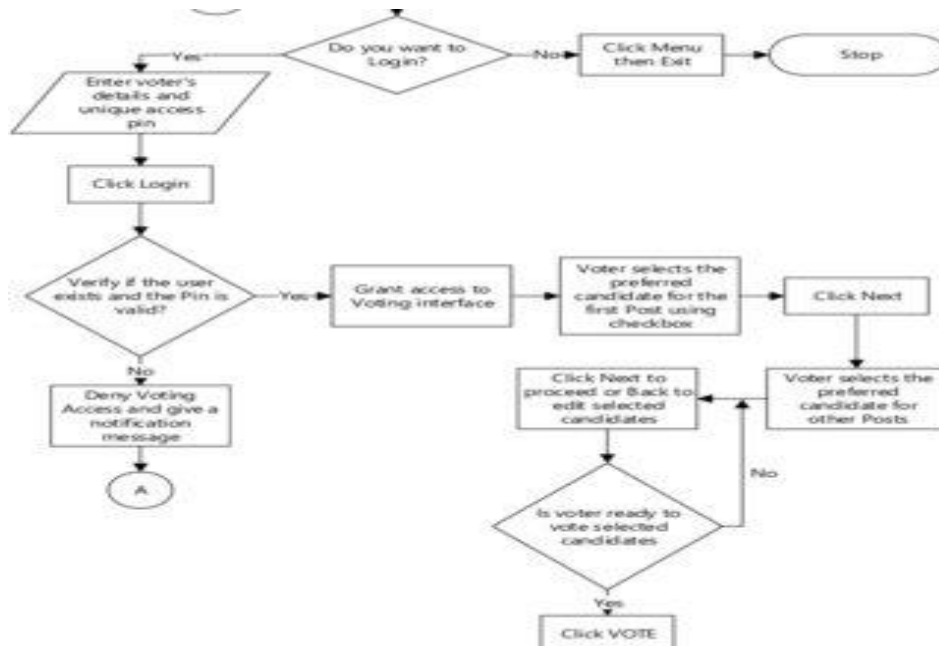 Do you want to
Login?
Yes
No
Click Menu
then Exit
Stop
Enter voter's
details and
unique access
pin
Click Login
Verify if the user
exists and the Pin is
valid?
Yes
Grant access to
Voting interface
Voter selects the
preferred
candidate for the
first Post using
checkbox
Click Next
No
Deny Voting
Access and give a
notification
message
A
Voter selects the
preferred
candidate for
other Posts
Click Next to
proceed or Back to
edit selected
candidates
No
Is voter ready to
vote selected
candidates
Yes
Click VOTE